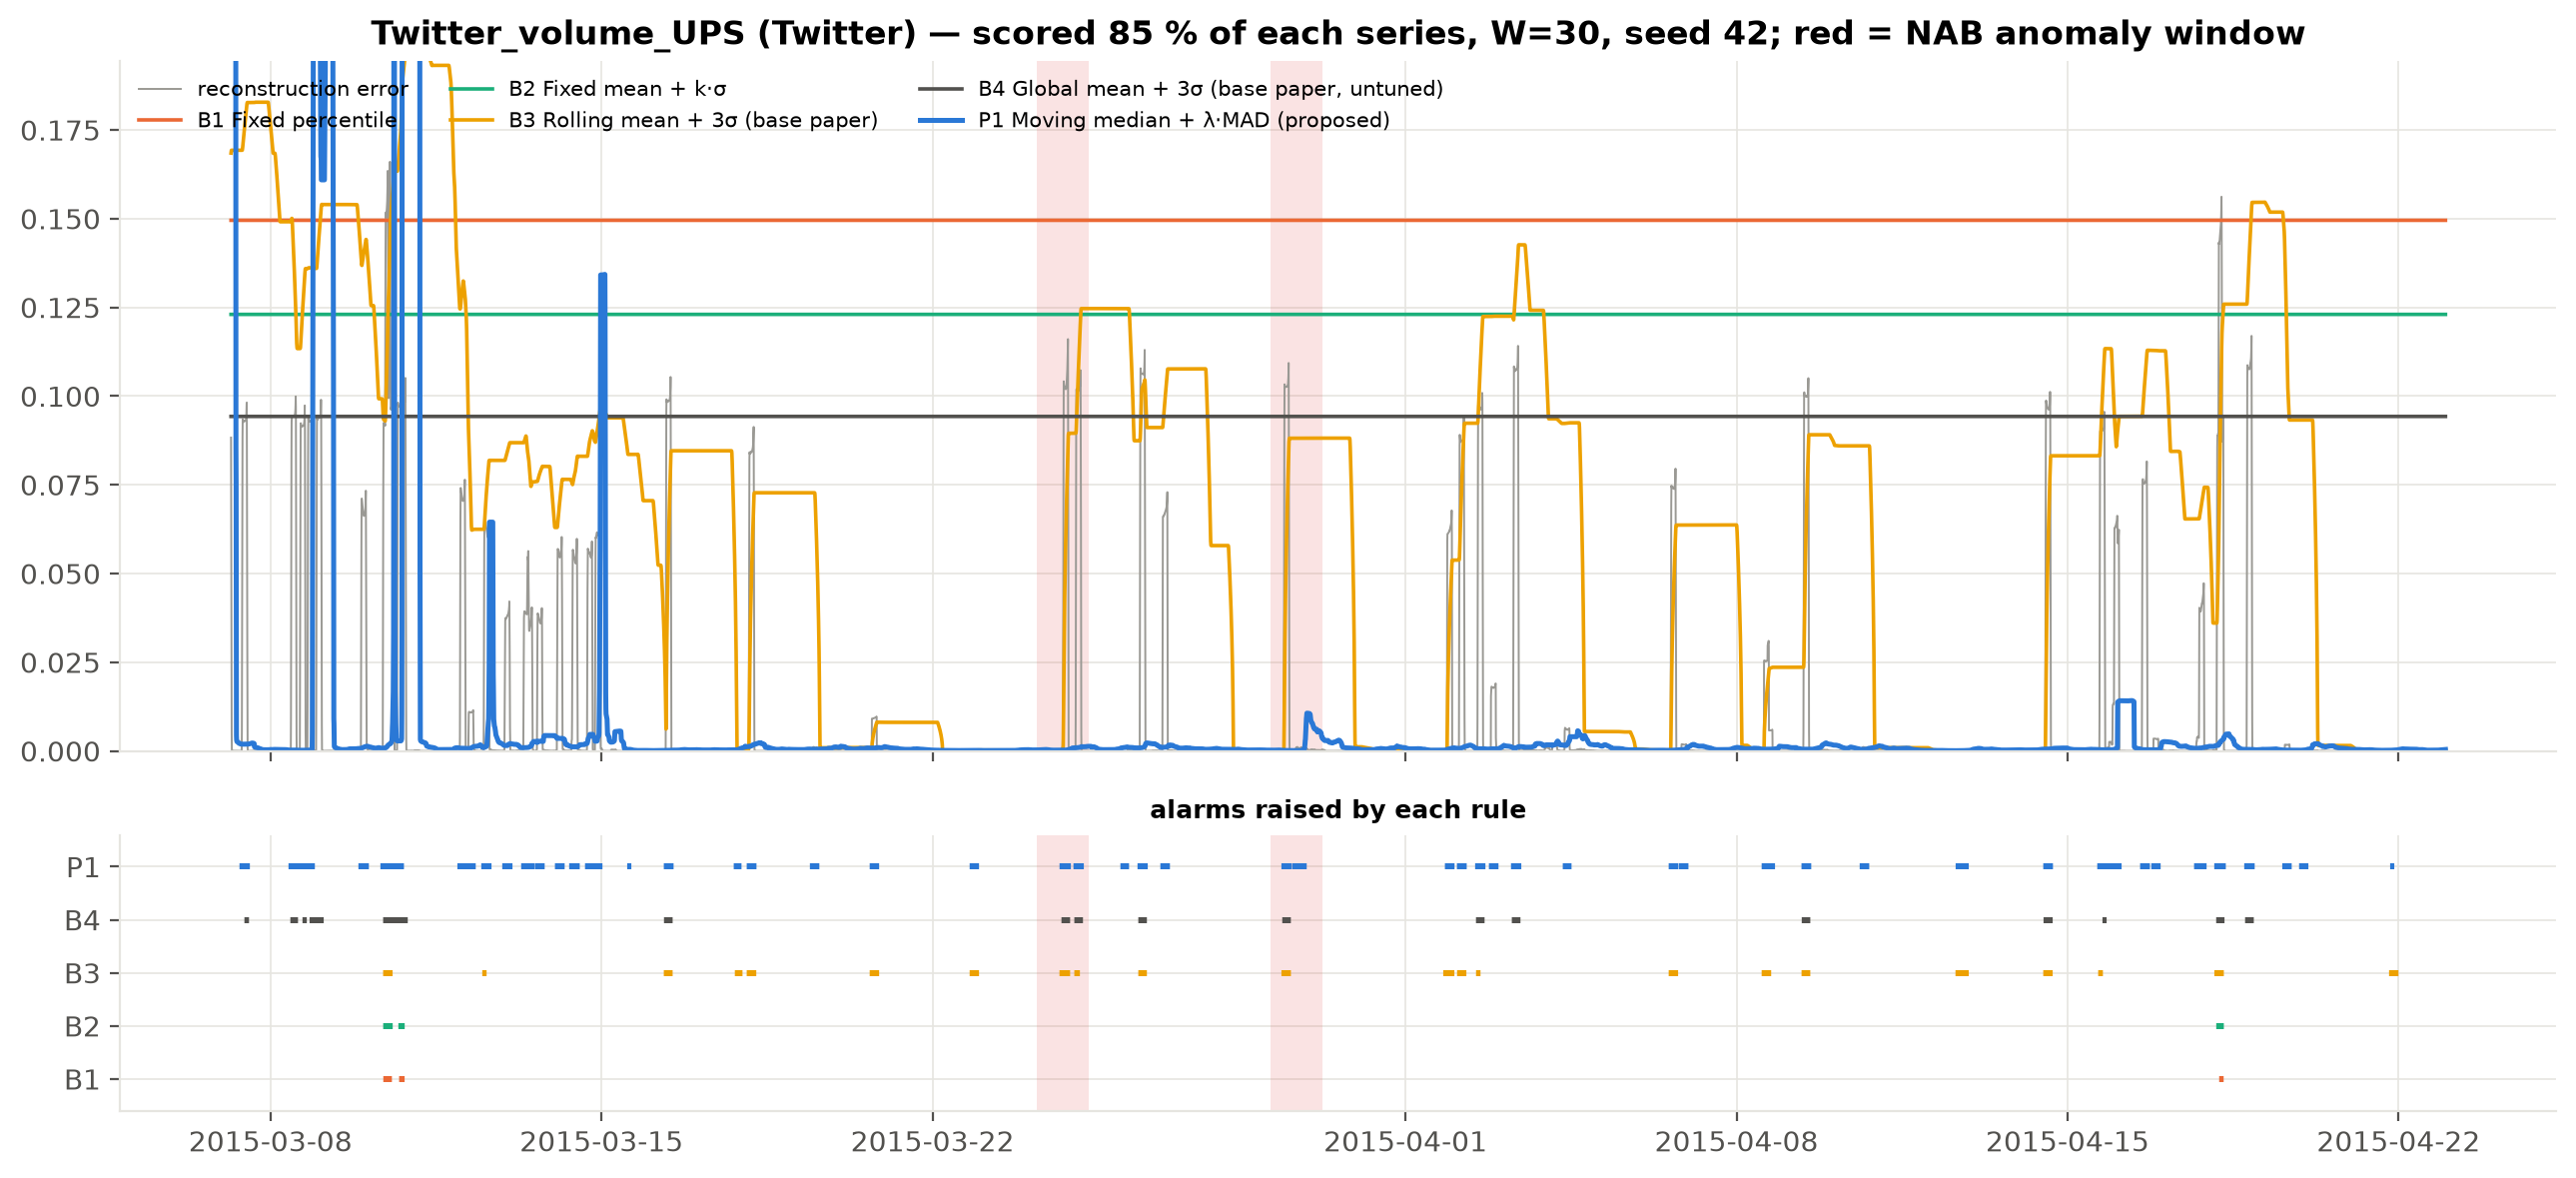 Twitter_volume_UPS (Twitter) — scored 85 % of each series, W=30, seed 42; red = NAB anomaly window
reconstruction error
B1 Fixed percentile
B2 Fixed mean + k·σ
B3 Rolling mean + 3σ (base paper)
B4 Global mean + 3σ (base paper, untuned)
P1 Moving median + λ·MAD (proposed)
0.175
0.150
0.125
0.100
0.075
0.050
0.025
0.000
alarms raised by each rule
P1
B4
B3
B2
B1
2015-03-08 2015-03-15 2015-03-22 2015-04-01 2015-04-08 2015-04-15 2015-04-22